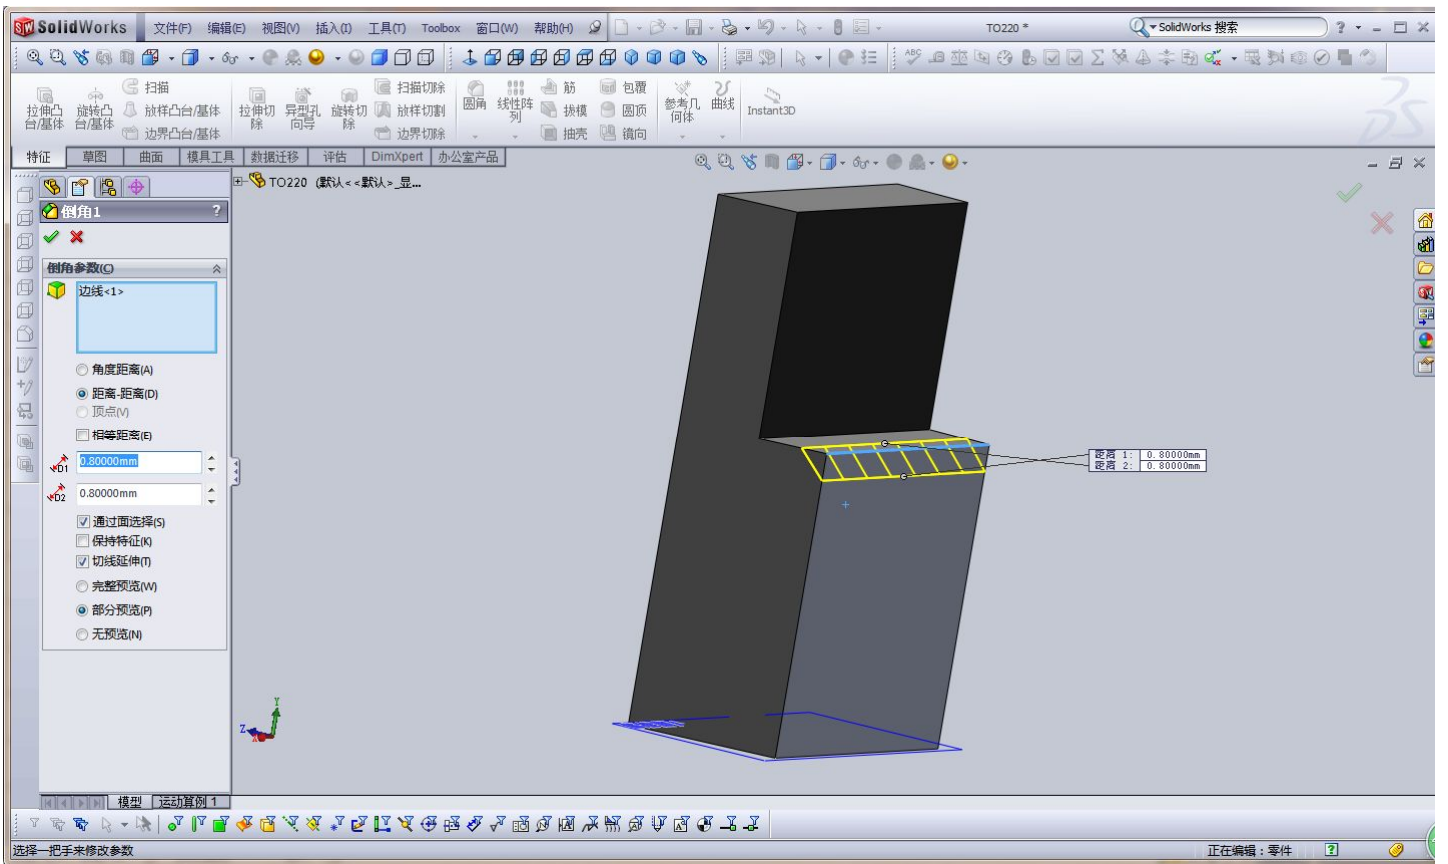 SW SolidWorks 文件(F) 编辑(E) 视图(V) 插入(I) 工具(T) Toolbox 窗口(W) 帮助(H) TO220 * SolidWorks 搜索 ?
拉伸凸台/基体 旋转凸台/基体 扫描 放样凸台/基体 边界凸台/基体 拉伸切除 异型孔向导 旋转切除 扫描切除 放样切割 边界切除 圆角 线性阵列 筋 拔模 抽壳 包覆 圆顶 镜向 参考几何体 曲线 Instant3D
特征 草图 曲面 模具工具 数据迁移 评估 DimXpert 办公室产品
TO220 (默认<<默认>_显...
倒角1 ?
倒角参数(C)
边线<1>
角度距离(A)
距离-距离(D)
顶点(V)
相等距离(E)
D1 0.80000mm
D2 0.80000mm
通过面选择(S)
保持特征(K)
切线延伸(T)
完整预览(W)
部分预览(P)
无预览(N)
距离 1: 0.80000mm
距离 2: 0.80000mm
Y
Z
X
模型 运动算例 1
选择一把手来修改参数 正在编辑：零件